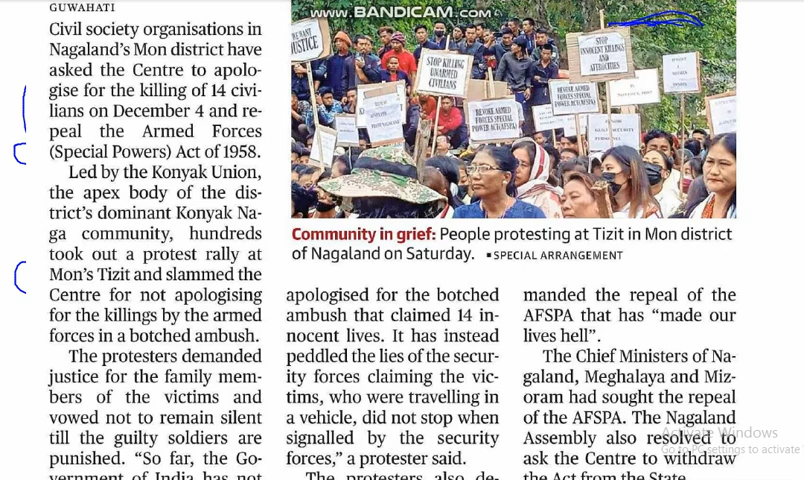 GUWAHATI
Civil society organisations in
Nagaland's Mon district have
asked the Centre to apolo-
gise for the killing of 14 civi-
lians on December 4 and re-
peal the Armed Forces
(Special Powers) Act of 1958.
Led by the Konyak Union,
the apex body of the dis-
trict's dominant Konyak Na-
ga community, hundreds
took out a protest rally at
Mon's Tizit and slammed the
Centre for not apologising
for the killings by the armed
forces in a botched ambush.
The protesters demanded
justice for the family mem-
bers of the victims and
vowed not to remain silent
till the guilty soldiers are
punished. "So far, the Go-
vernment of India has not
www.BANDICAM.com
WE WANT
JUSTICE
STOP KILLING
UNARMED
CIVILIANS
REVOKE ARMED
FORCES SPECIAL
POWER ACT(AFSPA)
STOP
INNOCENT KILLINGS
AND
ATROCITIES
REVOKE ARMED
FORCES SPECIAL
POWER ACT (AFSPA)
Community in grief: People protesting at Tizit in Mon district
of Nagaland on Saturday. ▪SPECIAL ARRANGEMENT
apologised for the botched
ambush that claimed 14 in-
nocent lives. It has instead
peddled the lies of the secur-
ity forces claiming the vic-
tims, who were travelling in
a vehicle, did not stop when
signalled by the security
forces," a protester said.
The protesters also de-
manded the repeal of the
AFSPA that has "made our
lives hell".
The Chief Ministers of Na-
galand, Meghalaya and Miz-
oram had sought the repeal
of the AFSPA. The Nagaland
Assembly also resolved to
ask the Centre to withdraw
the Act from the State.
Activate Windows
Go to PC settings to activate